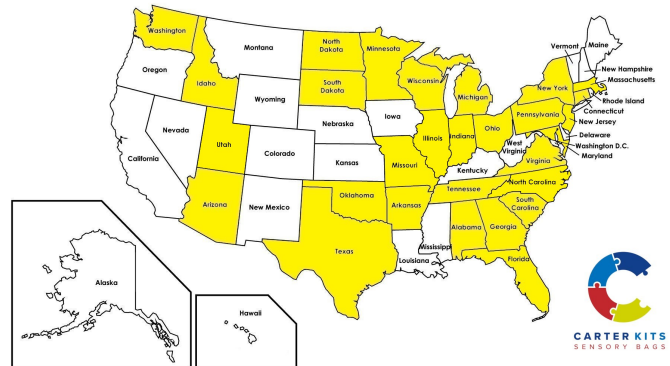 Washington
Montana
North
Dakota
Minnesota
Vermont
Maine
Oregon
Idaho
South
Dakota
Wisconsin
Michigan
New York
New Hampshire
Massachusetts
Wyoming
Rhode Island
Connecticut
Nevada
Nebraska
Iowa
Pennsylvania
New Jersey
Utah
Colorado
Illinois
Indiana
Ohio
Delaware
Washington D.C.
Maryland
West
Virginia
Virginia
California
Kansas
Missouri
Kentucky
Arizona
New Mexico
Oklahoma
Arkansas
Tennessee
North Carolina
South
Carolina
Texas
Mississippi
Alabama
Georgia
Louisiana
Florida
Alaska
Hawaii
CARTER KITS
SENSORY BAGS